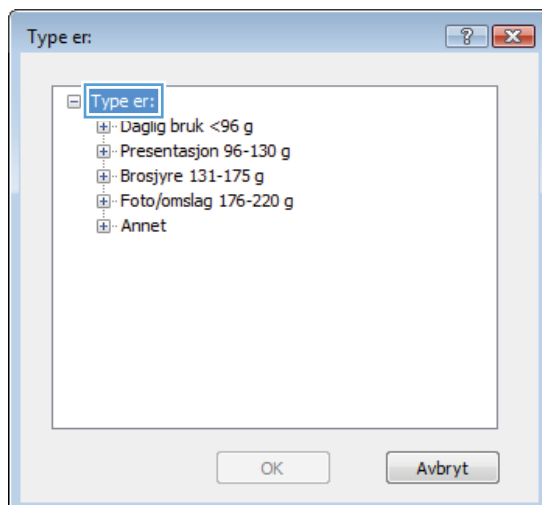 Type er:
Type er:
Daglig bruk <96 g
Presentasjon 96-130 g
Brosjyre 131-175 g
Foto/omslag 176-220 g
Annet
OK
Avbryt